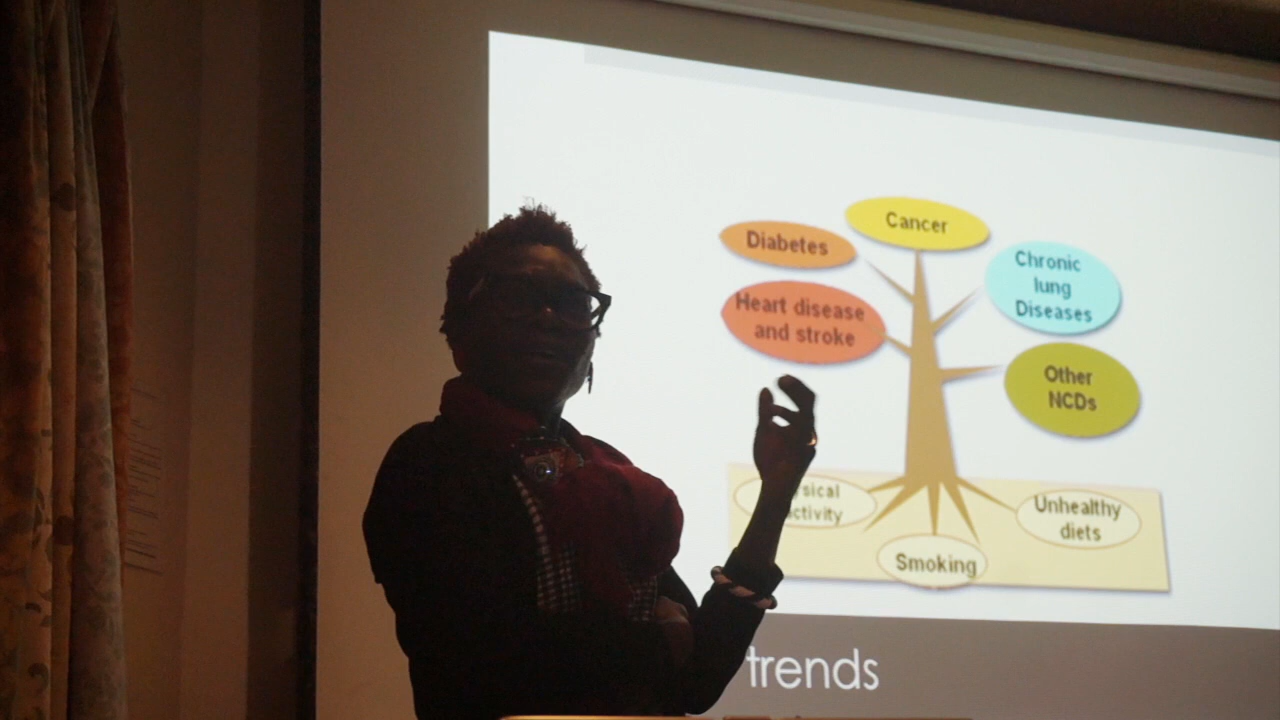 Cancer
Diabetes
Chronic
lung
Diseases
Heart disease
and stroke
Other
NCDs
Unhealthy
diets
Smoking
trends